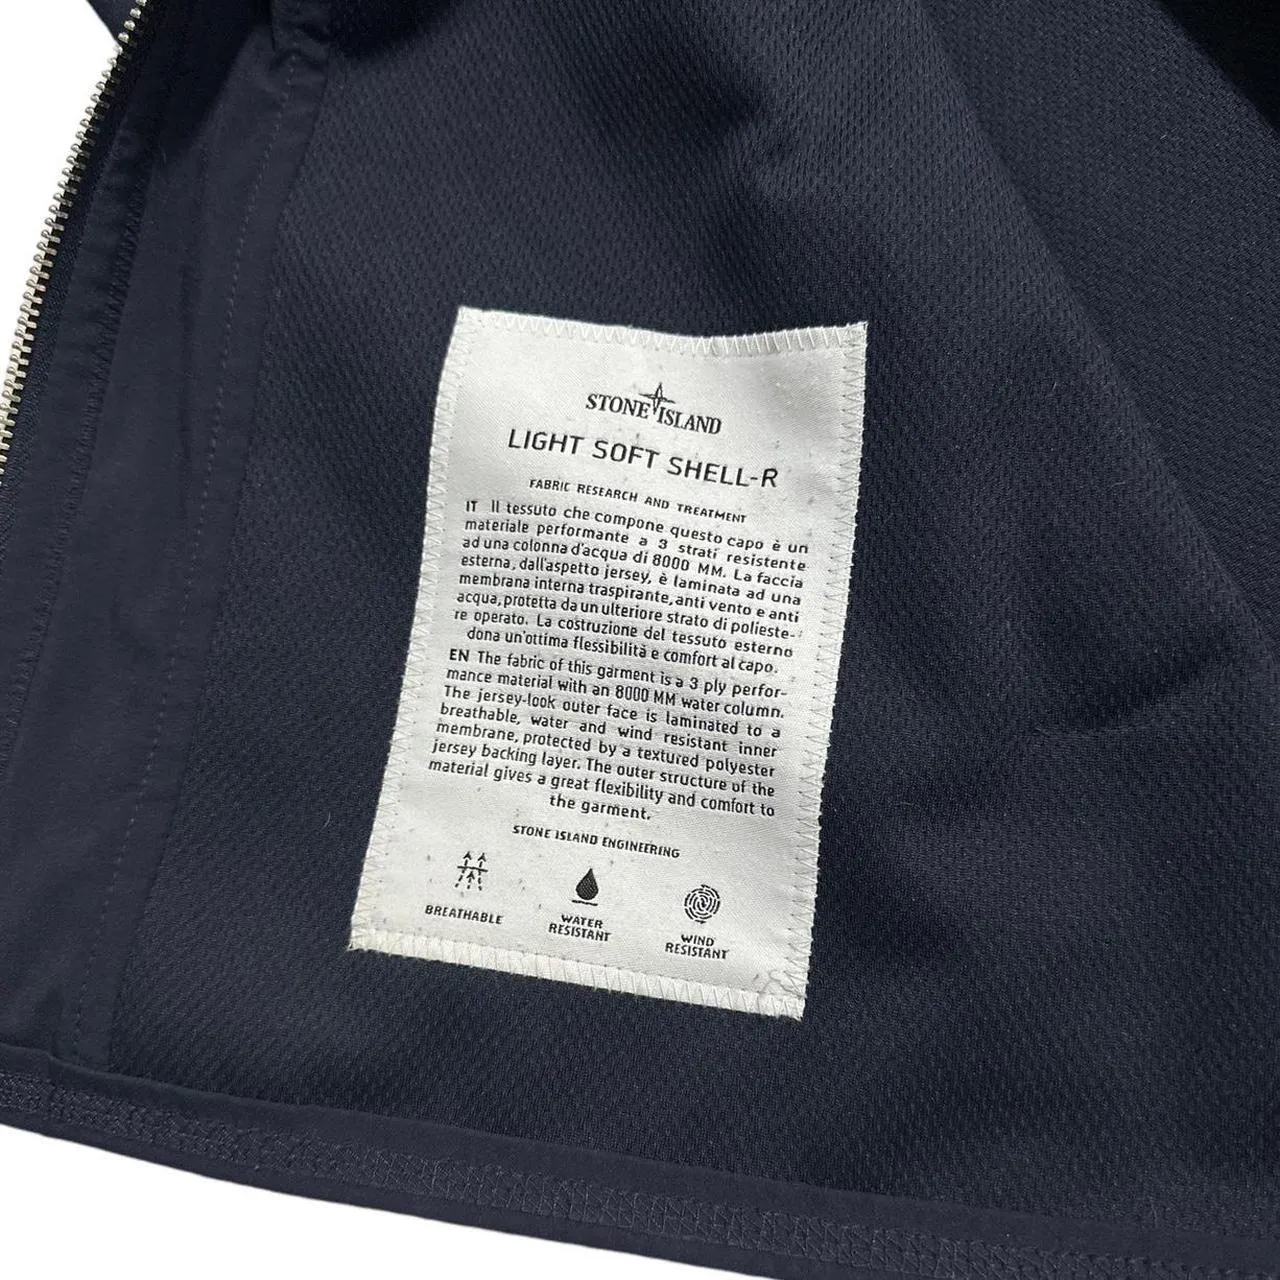 STONE ISLAND
LIGHT SOFT SHELL-R
FABRIC RESEARCH AND TREATMENT
IT Il tessuto che compone questo capo è un
materiale performante a 3 strati resistente
ad una colonna d'acqua di 8000 MM. La faccia
esterna, dall'aspetto jersey, è laminata ad una
membrana interna traspirante, anti vento e anti
acqua, protetta da un ulteriore strato di polieste-
re operato. La costruzione del tessuto esterno
dona un'ottima flessibilità e comfort al capo.
EN The fabric of this garment is a 3 ply perfor-
mance material with an 8000 MM water column.
The jersey-look outer face is laminated to a
breathable, water and wind resistant inner
membrane, protected by a textured polyester
jersey backing layer. The outer structure of the
material gives a great flexibility and comfort to
the garment.
STONE ISLAND ENGINEERING
BREATHABLE
WATER
RESISTANT
WIND
RESISTANT